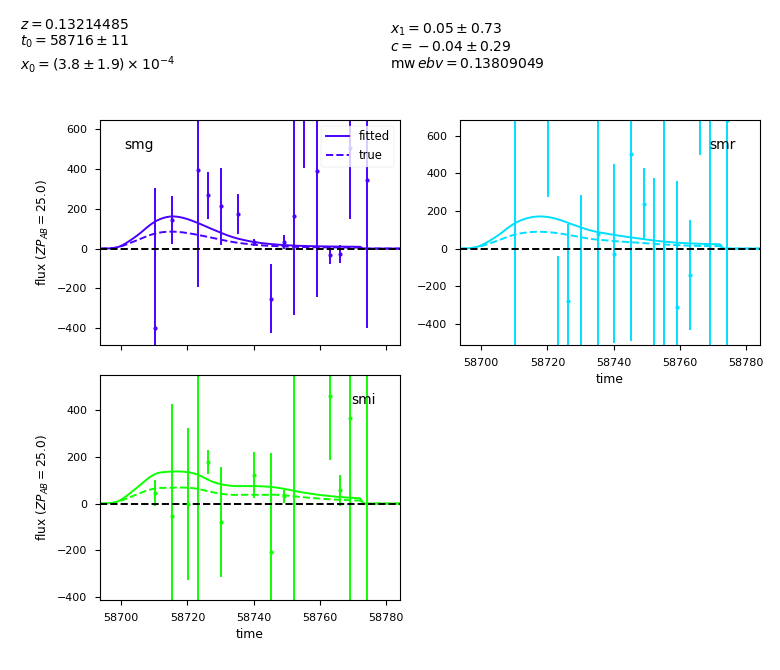 z = 0.13214485
t₀ = 58716 ± 11
x₀ = (3.8 ± 1.9) × 10⁻⁴
x₁ = 0.05 ± 0.73
c = −0.04 ± 0.29
mw ebv = 0.13809049
smg
fitted
true
600
400
200
0
−200
−400
flux (ZP_AB = 25.0)
smr
600
400
200
0
−200
−400
58700 58720 58740 58760 58780
time
smi
400
200
0
−200
−400
flux (ZP_AB = 25.0)
58700 58720 58740 58760 58780
time